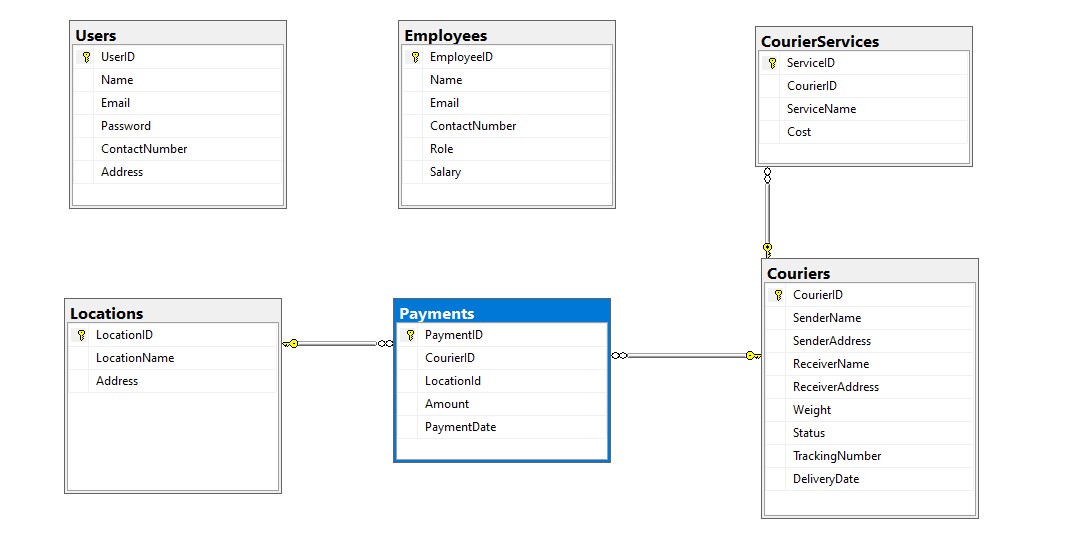 Users
UserID
Name
Email
Password
ContactNumber
Address
Employees
EmployeeID
Name
Email
ContactNumber
Role
Salary
CourierServices
ServiceID
CourierID
ServiceName
Cost
Locations
LocationID
LocationName
Address
Payments
PaymentID
CourierID
LocationId
Amount
PaymentDate
Couriers
CourierID
SenderName
SenderAddress
ReceiverName
ReceiverAddress
Weight
Status
TrackingNumber
DeliveryDate